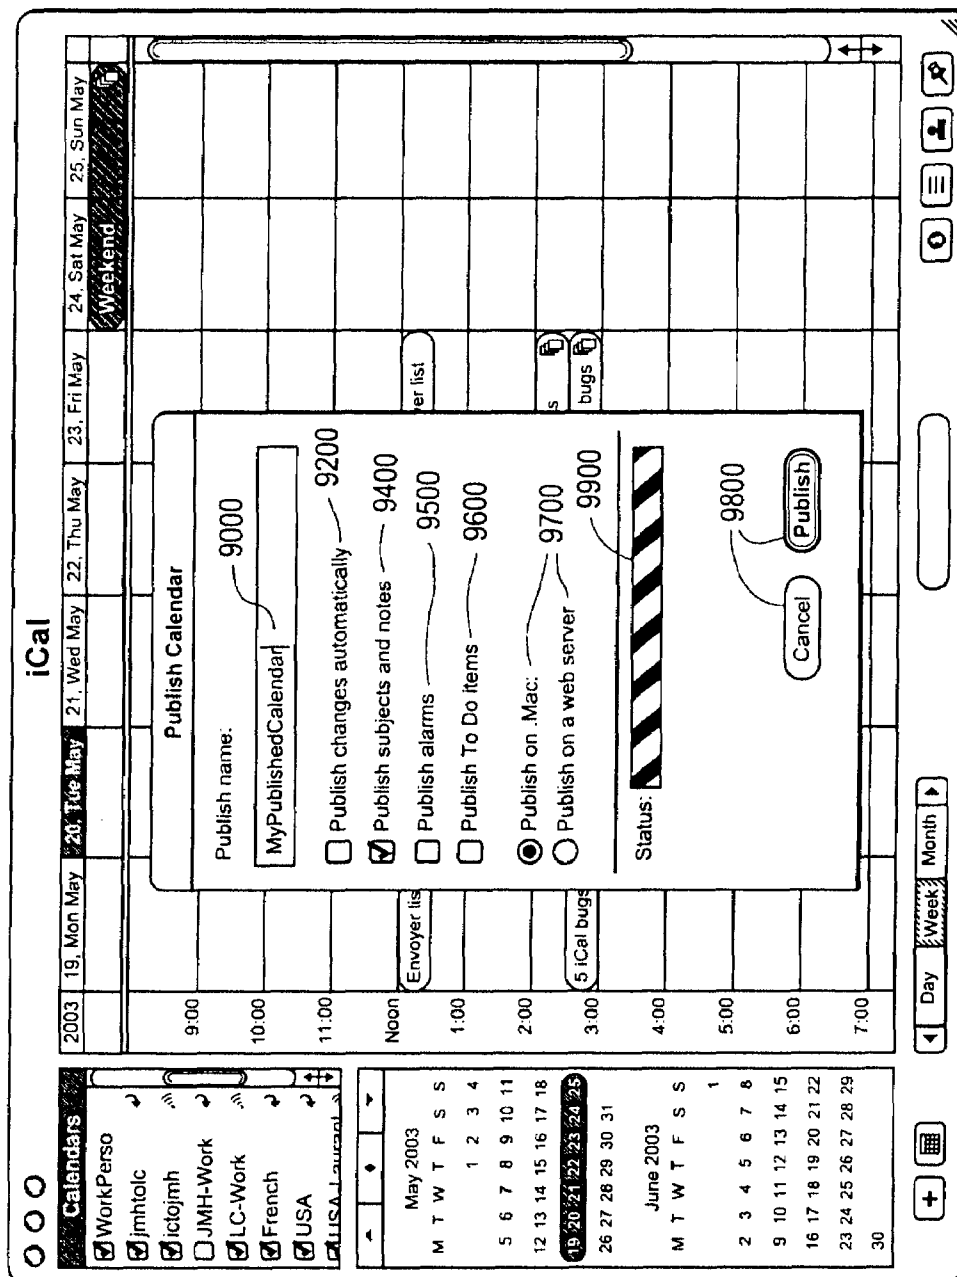 iCal
Calendars
WorkPerso
jmhtolc
ictojmh
JMH-Work
LC-Work
French
USA
May 2003
M T W T F S S
1 2 3 4
5 6 7 8 9 10 11
12 13 14 15 16 17 18
19 20 21 22 23 24 25
26 27 28 29 30 31
June 2003
M T W T F S S
1
2 3 4 5 6 7 8
9 10 11 12 13 14 15
16 17 18 19 20 21 22
23 24 25 26 27 28 29
30
2003 19, Mon May 20, Tue May 21, Wed May 22, Thu May 23, Fri May 24, Sat May 25, Sun May
Weekend
9:00
10:00
11:00
Noon
1:00
2:00
3:00
4:00
5:00
6:00
7:00
Envoyer lis
yer list
s
5 iCal bugs
bugs
Publish Calendar
Publish name: 9000
MyPublishedCalendar
Publish changes automatically 9200
Publish subjects and notes 9400
Publish alarms 9500
Publish To Do items 9600
Publish on .Mac: 9700
Publish on a web server
9900
Status:
9800
Cancel Publish
Day Week Month